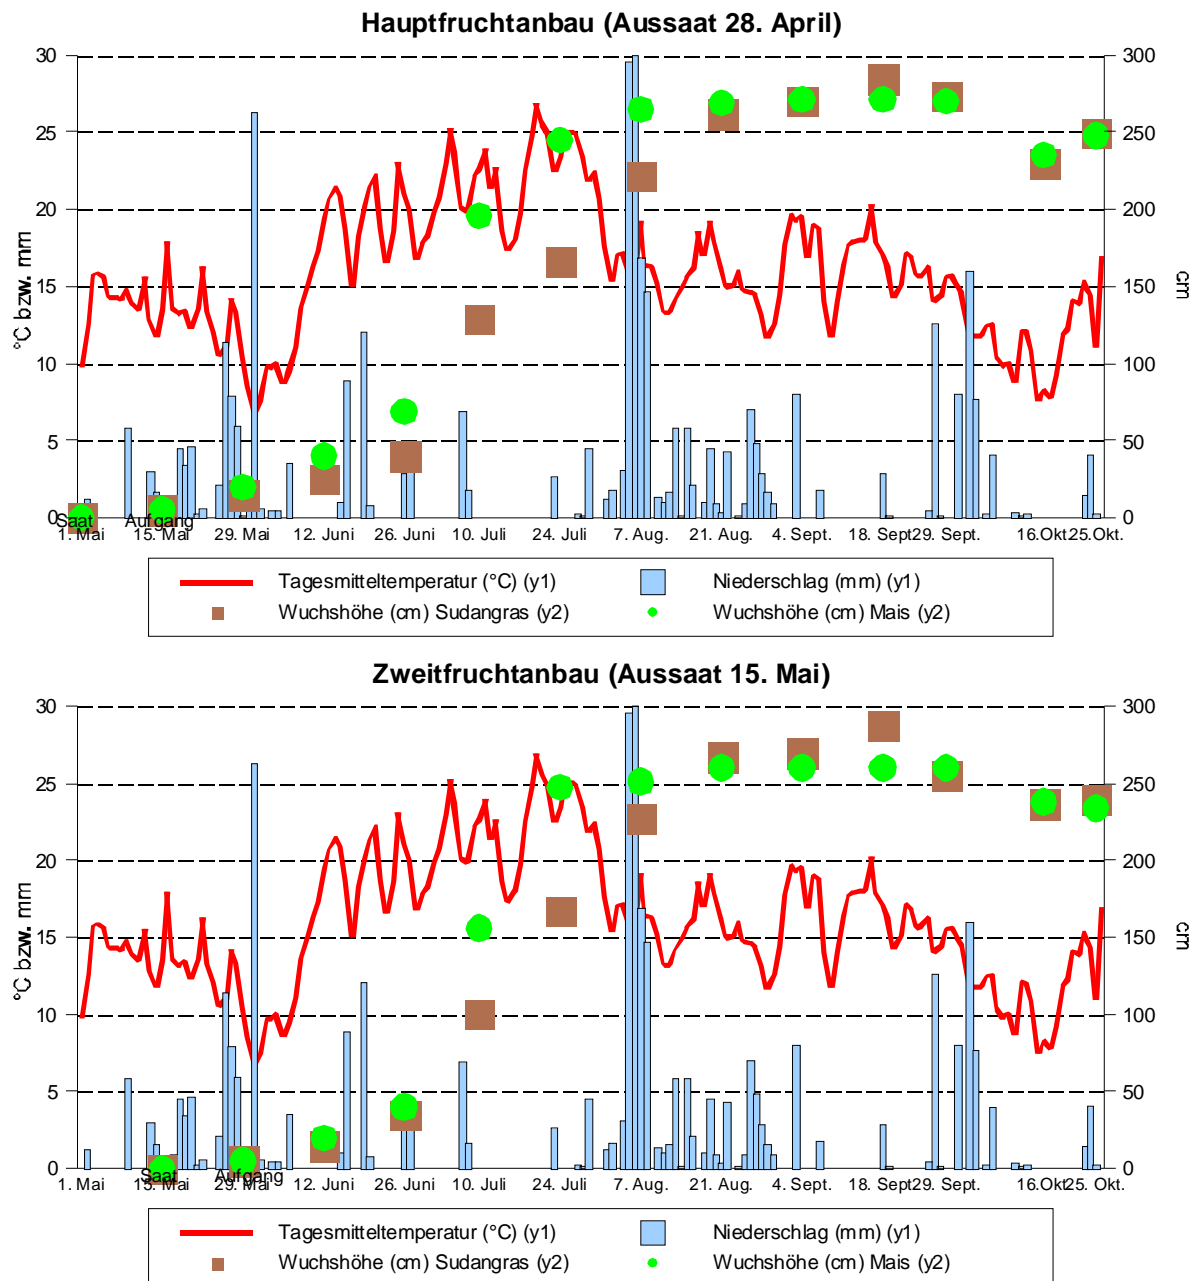 Hauptfruchtanbau (Aussaat 28. April)
30 300
25 250
20 200
15 150
10 100
5 50
0 0
°C bzw. mm
cm
Saat Aufgang
1. Mai 15. Mai 29. Mai 12. Juni 26. Juni 10. Juli 24. Juli 7. Aug. 21. Aug. 4. Sept. 18. Sept 29. Sept. 16.Okt 25.Okt.
Tagesmitteltemperatur (°C) (y1) Niederschlag (mm) (y1)
Wuchshöhe (cm) Sudangras (y2) Wuchshöhe (cm) Mais (y2)
Zweitfruchtanbau (Aussaat 15. Mai)
30 300
25 250
20 200
15 150
10 100
5 50
0 0
°C bzw. mm
cm
Saat Aufgang
1. Mai 15. Mai 29. Mai 12. Juni 26. Juni 10. Juli 24. Juli 7. Aug. 21. Aug. 4. Sept. 18. Sept 29. Sept. 16.Okt 25. Okt.
Tagesmitteltemperatur (°C) (y1) Niederschlag (mm) (y1)
Wuchshöhe (cm) Sudangras (y2) Wuchshöhe (cm) Mais (y2)